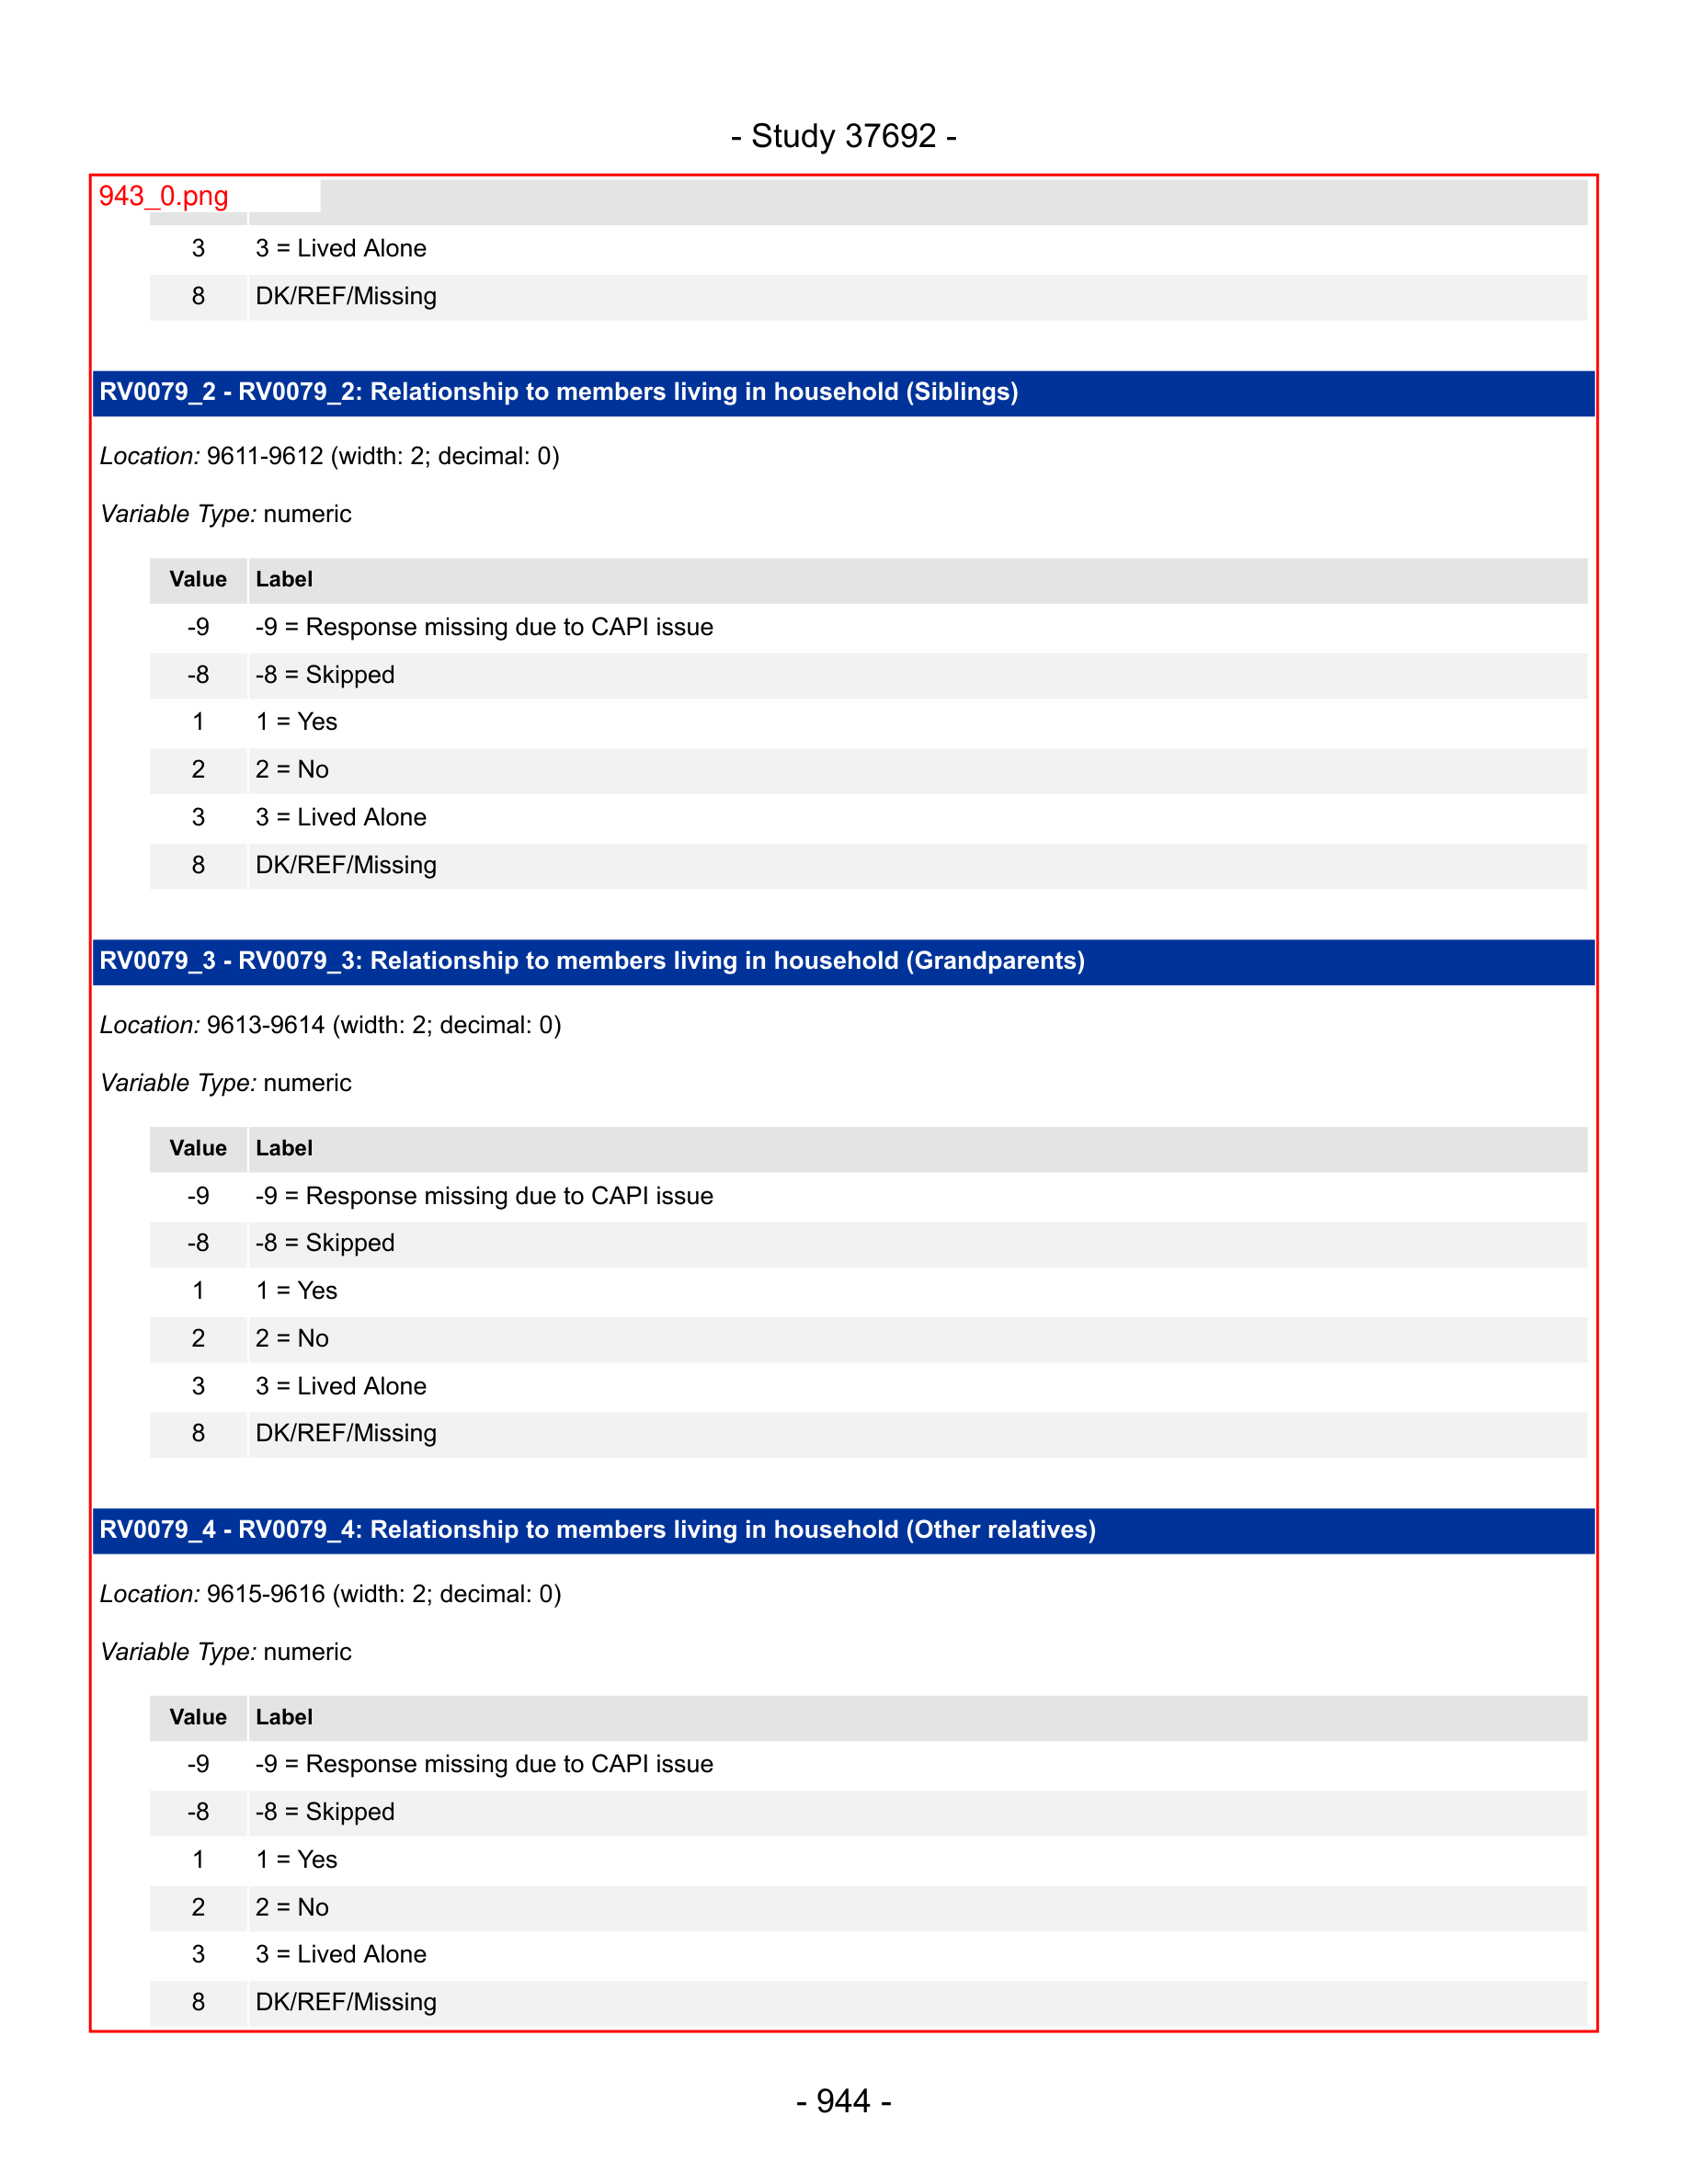 - Study 37692 -
943_0.png
3 3 = Lived Alone
8 DK/REF/Missing
RV0079_2 - RV0079_2: Relationship to members living in household (Siblings)
Location: 9611-9612 (width: 2; decimal: 0)
Variable Type: numeric
Value Label
-9 -9 = Response missing due to CAPI issue
-8 -8 = Skipped
1 1 = Yes
2 2 = No
3 3 = Lived Alone
8 DK/REF/Missing
RV0079_3 - RV0079_3: Relationship to members living in household (Grandparents)
Location: 9613-9614 (width: 2; decimal: 0)
Variable Type: numeric
Value Label
-9 -9 = Response missing due to CAPI issue
-8 -8 = Skipped
1 1 = Yes
2 2 = No
3 3 = Lived Alone
8 DK/REF/Missing
RV0079_4 - RV0079_4: Relationship to members living in household (Other relatives)
Location: 9615-9616 (width: 2; decimal: 0)
Variable Type: numeric
Value Label
-9 -9 = Response missing due to CAPI issue
-8 -8 = Skipped
1 1 = Yes
2 2 = No
3 3 = Lived Alone
8 DK/REF/Missing
- 944 -